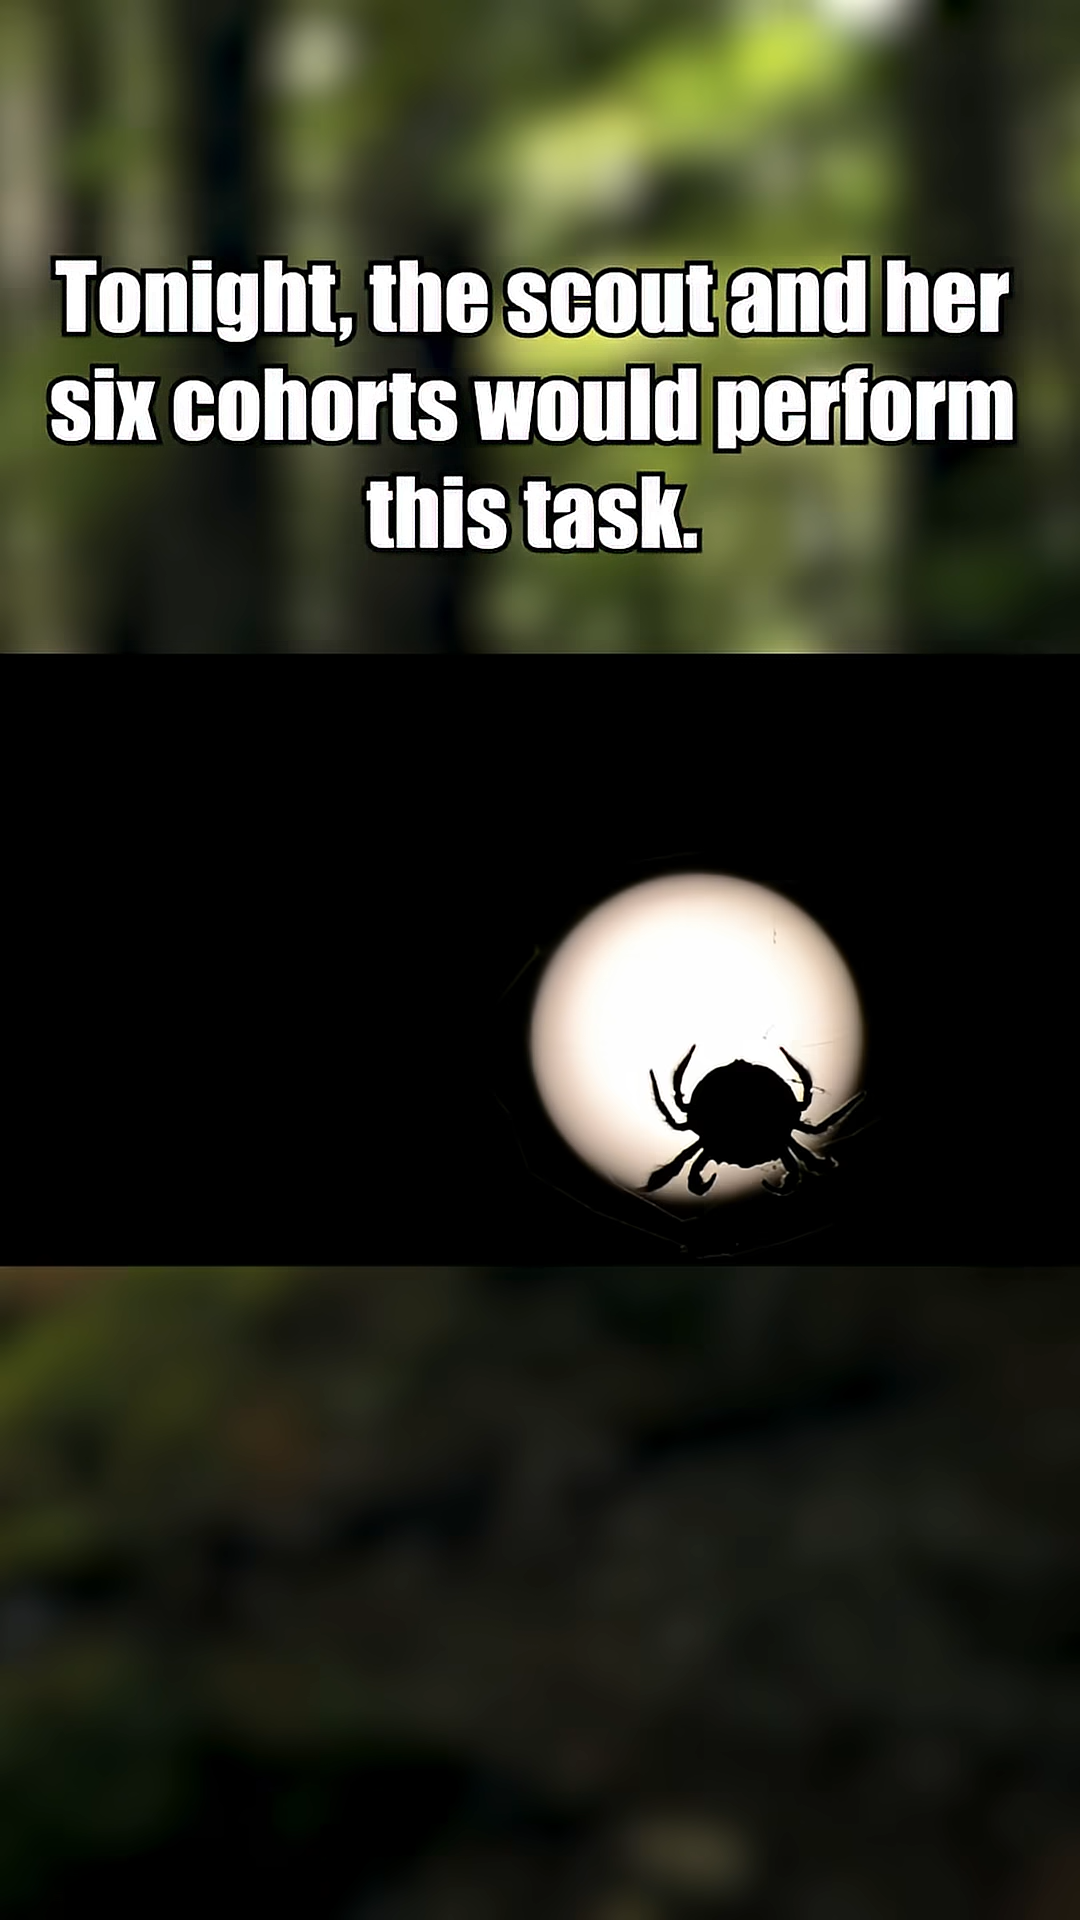 Tonight, the scout and her
six cohorts would perform
this task.